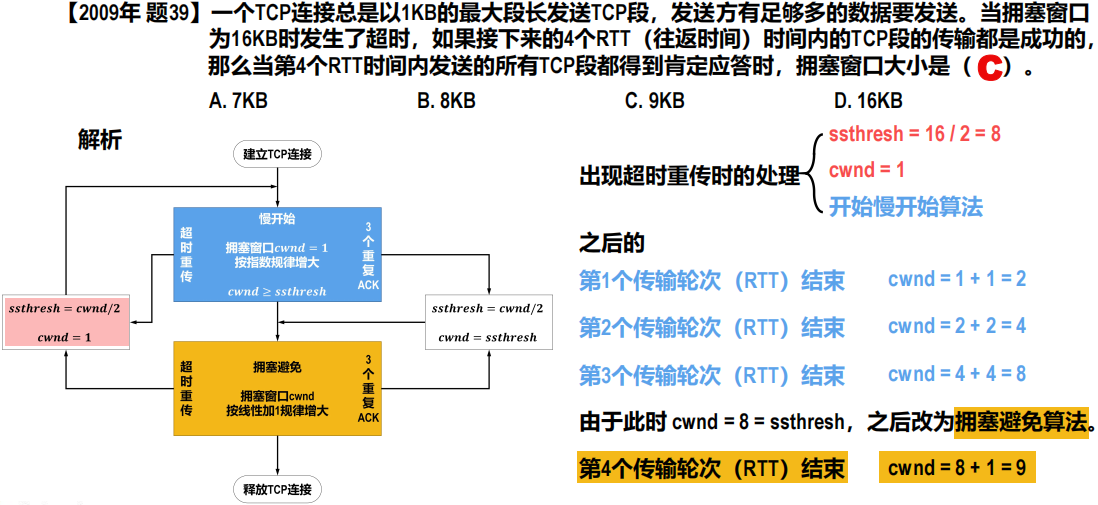 【2009年 题39】一个TCP连接总是以1KB的最大段长发送TCP段，发送方有足够多的数据要发送。当拥塞窗口
为16KB时发生了超时，如果接下来的4个RTT（往返时间）时间内的TCP段的传输都是成功的，
那么当第4个RTT时间内发送的所有TCP段都得到肯定应答时，拥塞窗口大小是（ C ）。
A. 7KB B. 8KB C. 9KB D. 16KB
解析
建立TCP连接
慢开始
拥塞窗口cwnd = 1
按指数规律增大
cwnd ≥ ssthresh
超时重传
3个重复ACK
ssthresh = cwnd/2
cwnd = 1
ssthresh = cwnd/2
cwnd = ssthresh
拥塞避免
拥塞窗口cwnd
按线性加1规律增大
超时重传
3个重复ACK
释放TCP连接
出现超时重传时的处理
ssthresh = 16 / 2 = 8
cwnd = 1
开始慢开始算法
之后的
第1个传输轮次（RTT）结束 cwnd = 1 + 1 = 2
第2个传输轮次（RTT）结束 cwnd = 2 + 2 = 4
第3个传输轮次（RTT）结束 cwnd = 4 + 4 = 8
由于此时 cwnd = 8 = ssthresh，之后改为拥塞避免算法。
第4个传输轮次（RTT）结束 cwnd = 8 + 1 = 9